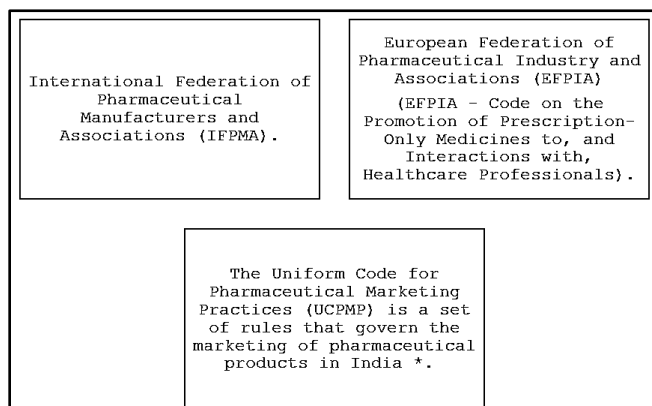 International Federation of
Pharmaceutical
Manufacturers and
Associations (IFPMA).
European Federation of
Pharmaceutical Industry and
Associations (EFPIA)
(EFPIA - Code on the
Promotion of Prescription-
Only Medicines to, and
Interactions with,
Healthcare Professionals).
The Uniform Code for
Pharmaceutical Marketing
Practices (UCPMP) is a set
of rules that govern the
marketing of pharmaceutical
products in India *.